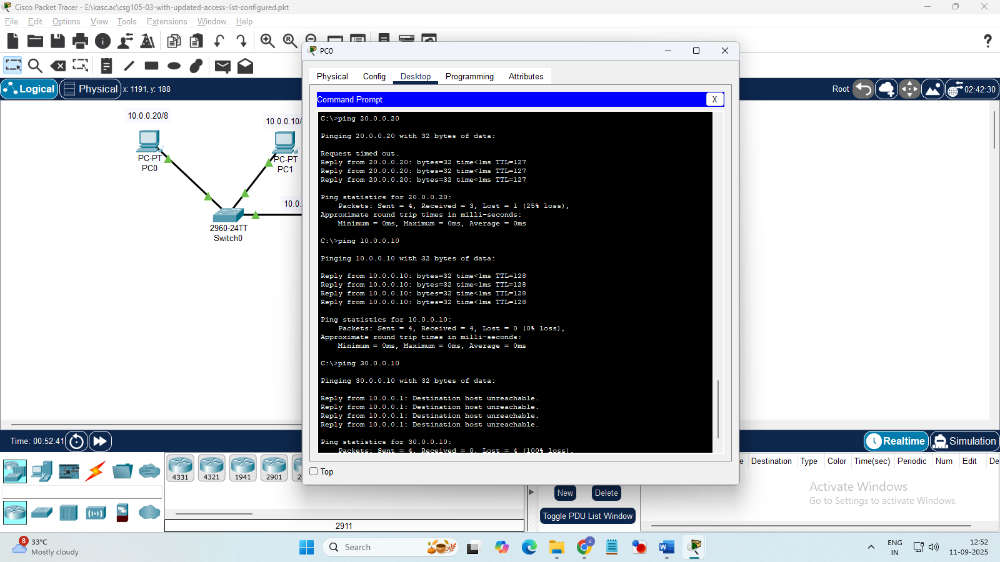 Cisco Packet Tracer - E:\kasc.ac\csg105-03-with-updated-access-list-configured.pkt
File Edit Options View Tools Extensions Window Help
PC0
Physical Config Desktop Programming Attributes
Command Prompt
X
Logical
Physical
x: 1191, y: 188
Root
02:42:30
C:\>ping 20.0.0.20
Pinging 20.0.0.20 with 32 bytes of data:
Request timed out.
Reply from 20.0.0.20: bytes=32 time<1ms TTL=127
Reply from 20.0.0.20: bytes=32 time<1ms TTL=127
Reply from 20.0.0.20: bytes=32 time<1ms TTL=127
Ping statistics for 20.0.0.20:
Packets: Sent = 4, Received = 3, Lost = 1 (25% loss),
Approximate round trip times in milli-seconds:
Minimum = 0ms, Maximum = 0ms, Average = 0ms
C:\>ping 10.0.0.10
Pinging 10.0.0.10 with 32 bytes of data:
Reply from 10.0.0.10: bytes=32 time<1ms TTL=128
Reply from 10.0.0.10: bytes=32 time<1ms TTL=128
Reply from 10.0.0.10: bytes=32 time<1ms TTL=128
Reply from 10.0.0.10: bytes=32 time<1ms TTL=128
Ping statistics for 10.0.0.10:
Packets: Sent = 4, Received = 4, Lost = 0 (0% loss),
Approximate round trip times in milli-seconds:
Minimum = 0ms, Maximum = 0ms, Average = 0ms
C:\>ping 30.0.0.10
Pinging 30.0.0.10 with 32 bytes of data:
Reply from 10.0.0.1: Destination host unreachable.
Reply from 10.0.0.1: Destination host unreachable.
Reply from 10.0.0.1: Destination host unreachable.
Reply from 10.0.0.1: Destination host unreachable.
Ping statistics for 30.0.0.10:
Packets: Sent = 4, Received = 0, Lost = 4 (100% loss),
Top
10.0.0.20/8
PC-PT
PC0
10.0.0.10/
PC-PT
PC1
10.0.
2960-24TT
Switch0
Time: 00:52:41
Realtime
Simulation
4331 4321 1941 2901 2
2911
New
Delete
Toggle PDU List Window
e Destination Type Color Time(sec) Periodic Num Edit De
Activate Windows
Go to Settings to activate Windows.
8
33°C
Mostly cloudy
Search
U
ENG
IN
12:52
11-09-2025